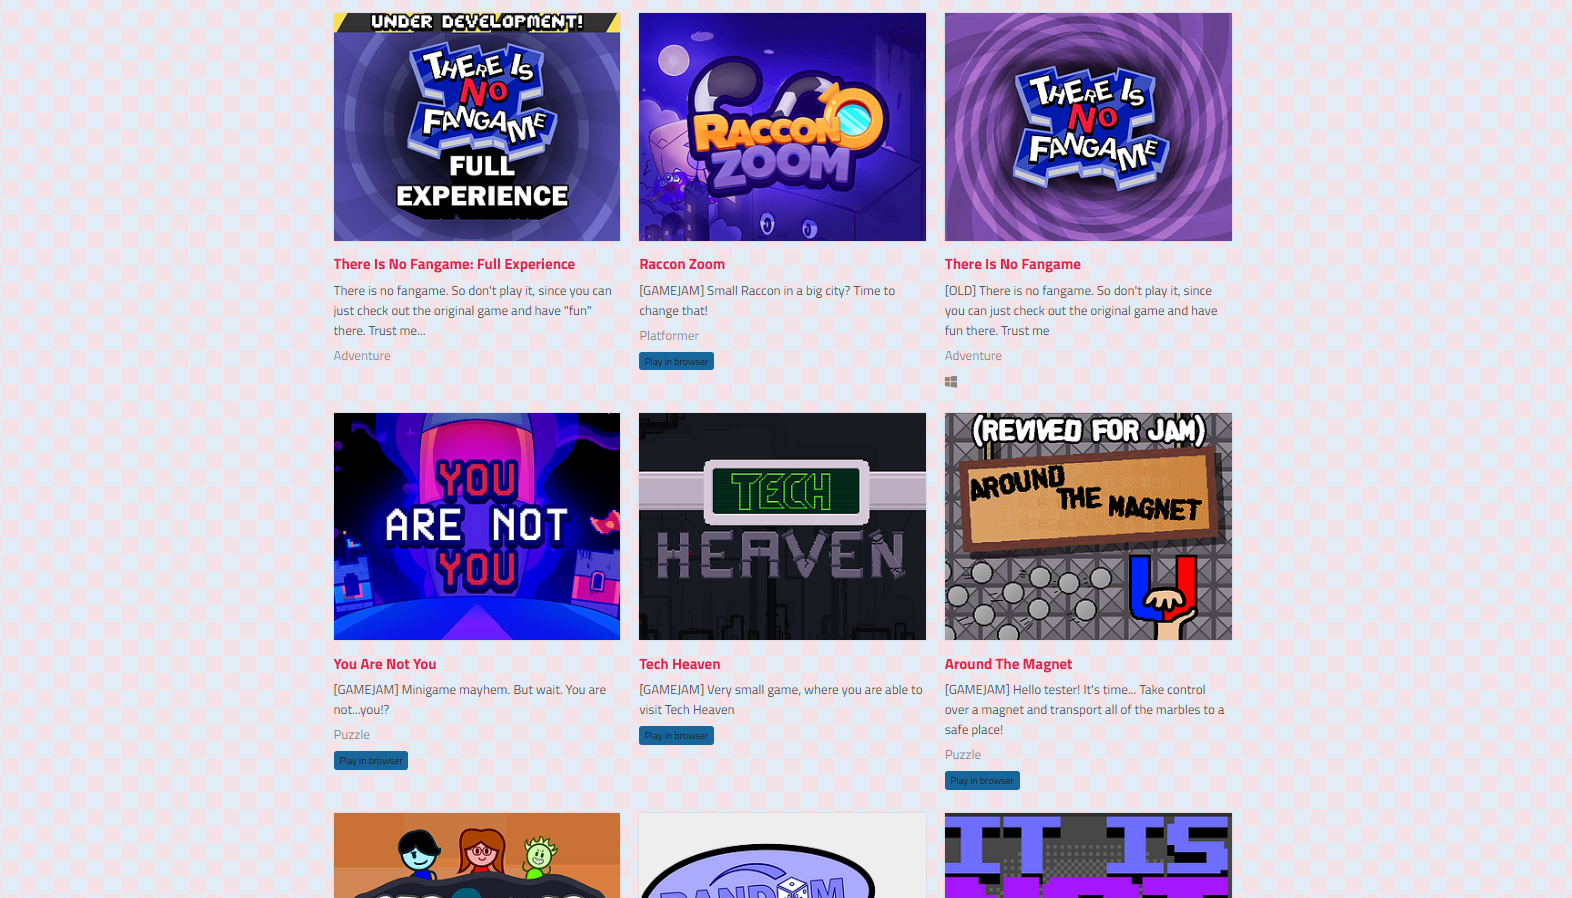 UNDER DEVELOPMENT!
THERE IS
NO
FANGAME
FULL
EXPERIENCE
There Is No Fangame: Full Experience
There is no fangame. So don't play it, since you can
just check out the original game and have "fun"
there. Trust me...
Adventure
RACCON
ZOOM
Raccon Zoom
[GAMEJAM] Small Raccon in a big city? Time to
change that!
Platformer
Play in browser
THERE IS
NO
FANGAME
There Is No Fangame
[OLD] There is no fangame. So don't play it, since
you can just check out the original game and have
fun there. Trust me
Adventure
YOU
ARE NOT
YOU
You Are Not You
[GAMEJAM] Minigame mayhem. But wait. You are
not...you!?
Puzzle
Play in browser
TECH
HEAVEN
Tech Heaven
[GAMEJAM] Very small game, where you are able to
visit Tech Heaven
Play in browser
(REVIVED FOR JAM)
AROUND
THE MAGNET
Around The Magnet
[GAMEJAM] Hello tester! It's time... Take control
over a magnet and transport all of the marbles to a
safe place!
Puzzle
Play in browser
RANDOM
IT IS